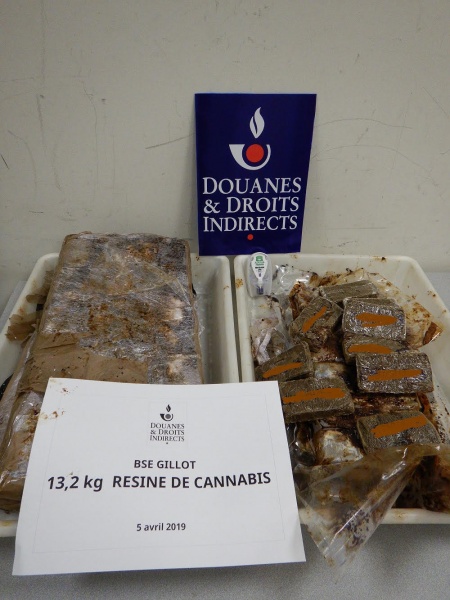 DOUANES
& DROITS
INDIRECTS
DOUANES
& DROITS
INDIRECTS
BSE GILLOT
13,2 kg RESINE DE CANNABIS
5 avril 2019